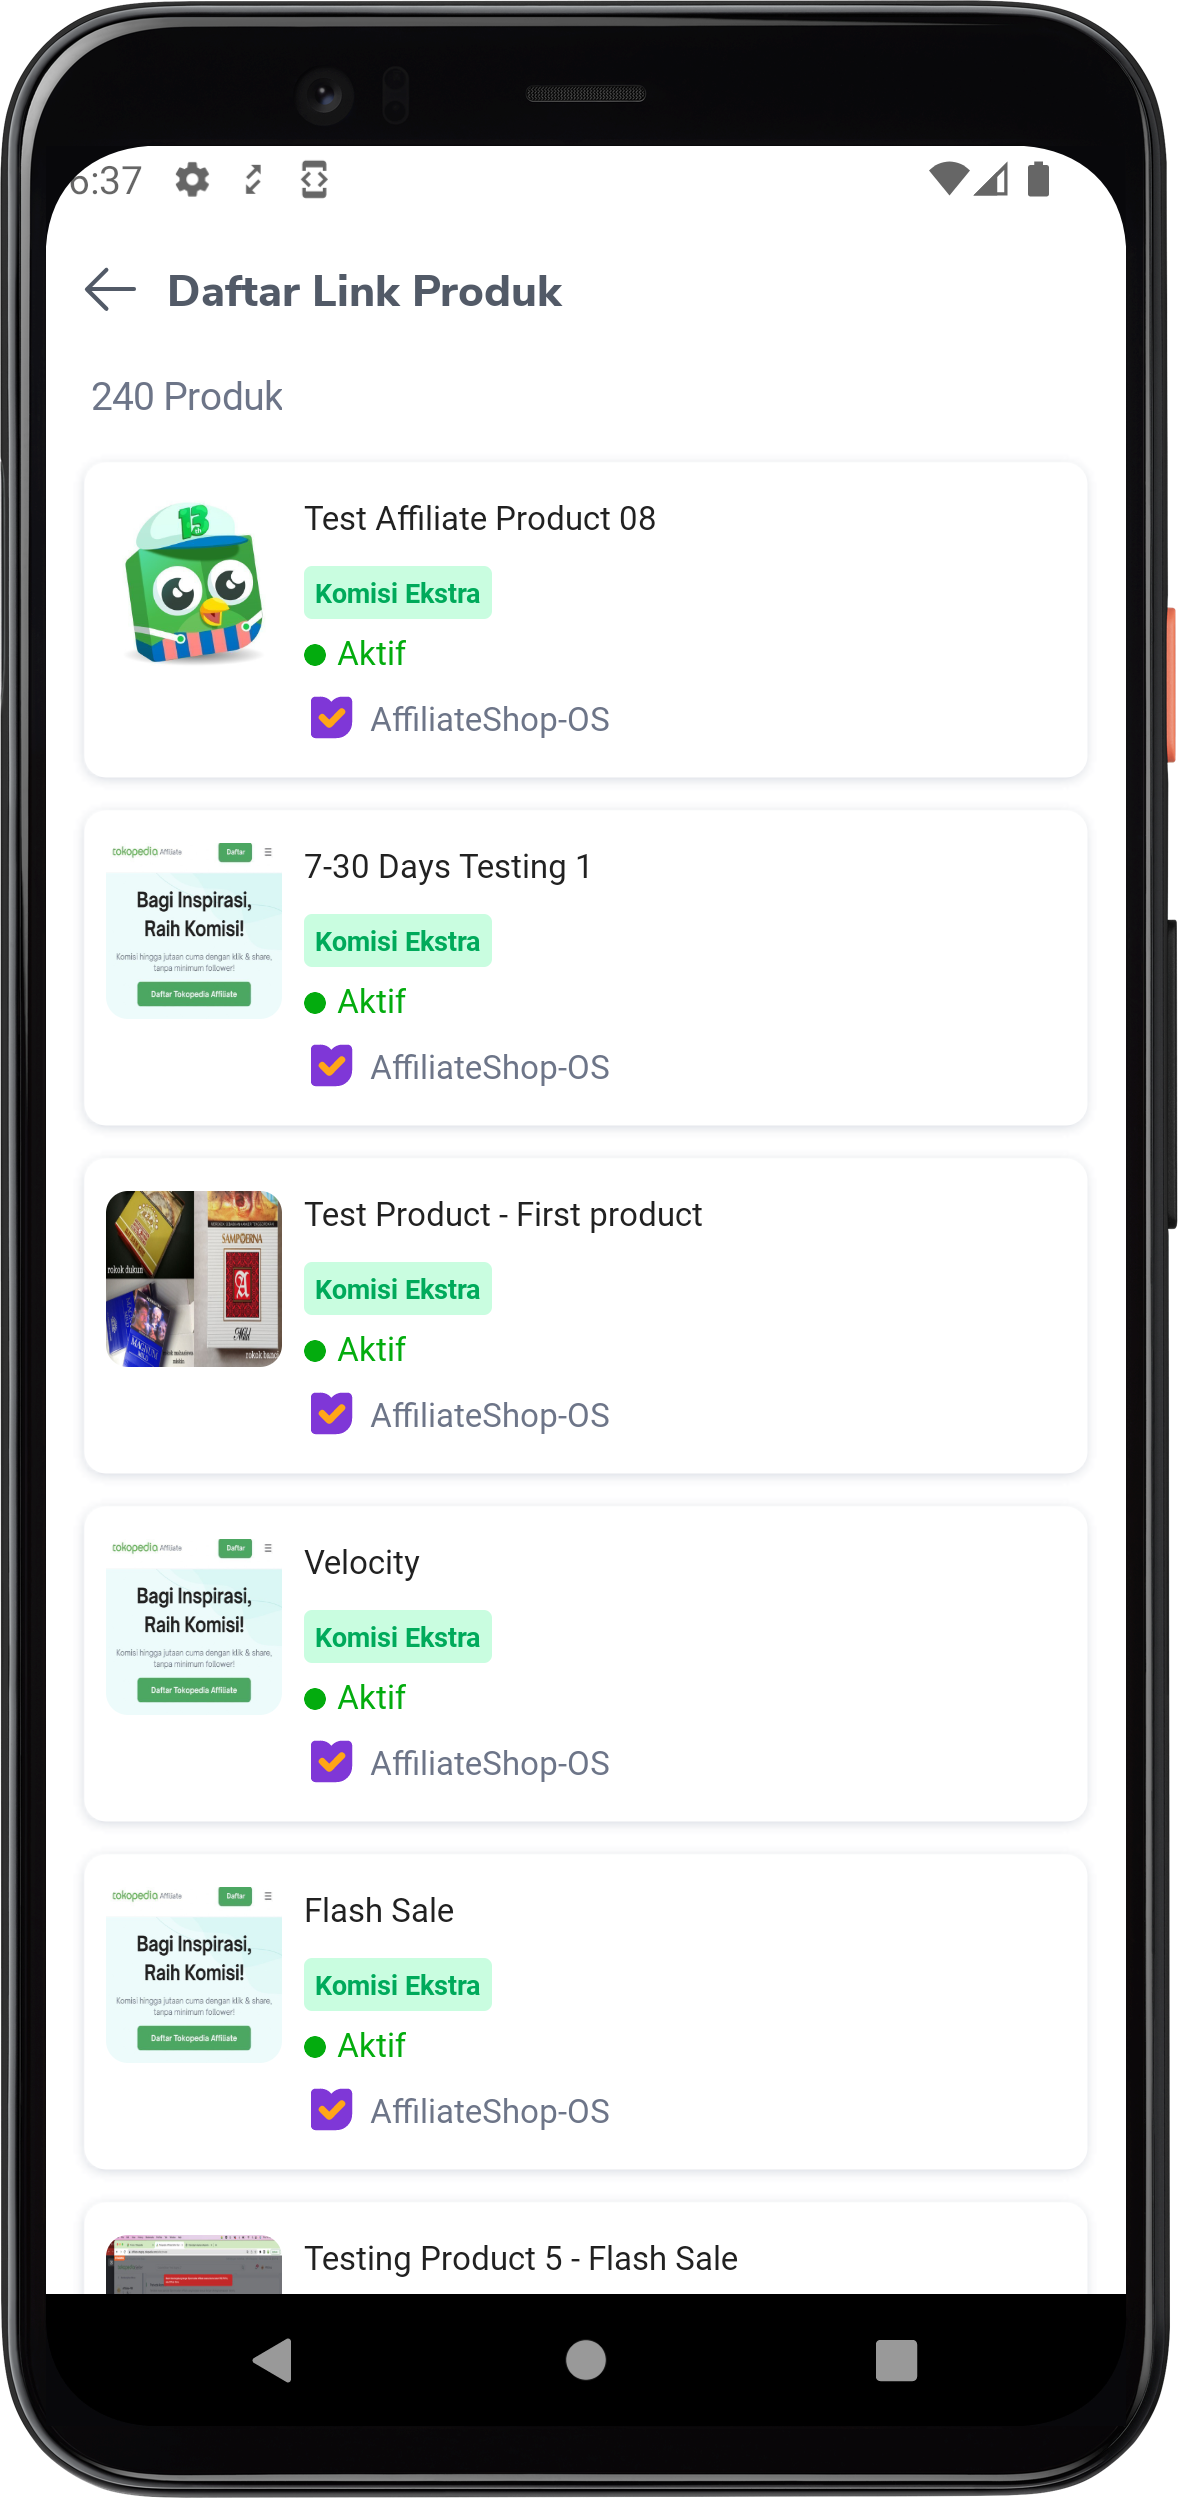 6:37
Daftar Link Produk
240 Produk
13
Test Affiliate Product 08
Komisi Ekstra
Aktif
AffiliateShop-OS
tokopedia Affiliate
Daftar
Bagi Inspirasi,
Raih Komisi!
Komisi hingga jutaan cuma dengan klik & share,
tanpa minimum follower!
Daftar Tokopedia Affiliate
7-30 Days Testing 1
Komisi Ekstra
Aktif
AffiliateShop-OS
SAMPOERNA
A
Mild
rokok dukun
MAGNUM
rokok banci
Test Product - First product
Komisi Ekstra
Aktif
AffiliateShop-OS
tokopedia Affiliate
Daftar
Bagi Inspirasi,
Raih Komisi!
Komisi hingga jutaan cuma dengan klik & share,
tanpa minimum follower!
Daftar Tokopedia Affiliate
Velocity
Komisi Ekstra
Aktif
AffiliateShop-OS
tokopedia Affiliate
Daftar
Bagi Inspirasi,
Raih Komisi!
Komisi hingga jutaan cuma dengan klik & share,
tanpa minimum follower!
Daftar Tokopedia Affiliate
Flash Sale
Komisi Ekstra
Aktif
AffiliateShop-OS
Testing Product 5 - Flash Sale